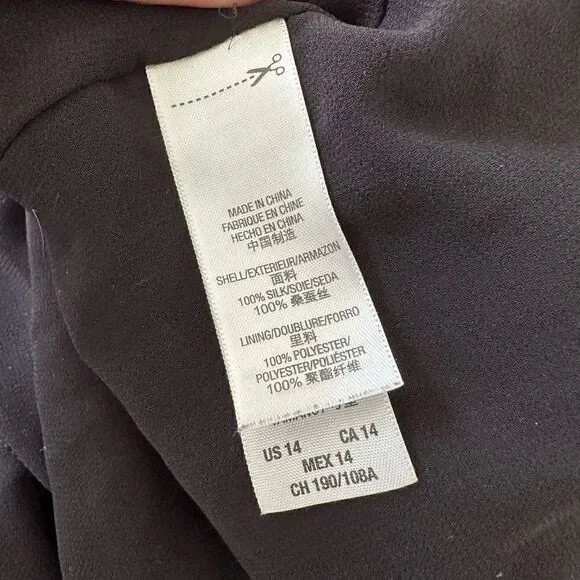 MADE IN CHINA
FABRIQUE EN CHINE
HECHO EN CHINA
中国制造
SHELL/EXTERIEUR/ARMAZON
面料
100% SILK/SOIE/SEDA
100% 桑蚕丝
LINING/DOUBLURE/FORRO
里料
100% POLYESTER/
POLYESTER/POLIÉSTER
100% 聚酯纤维
US 14 CA 14
MEX 14
CH 190/108A